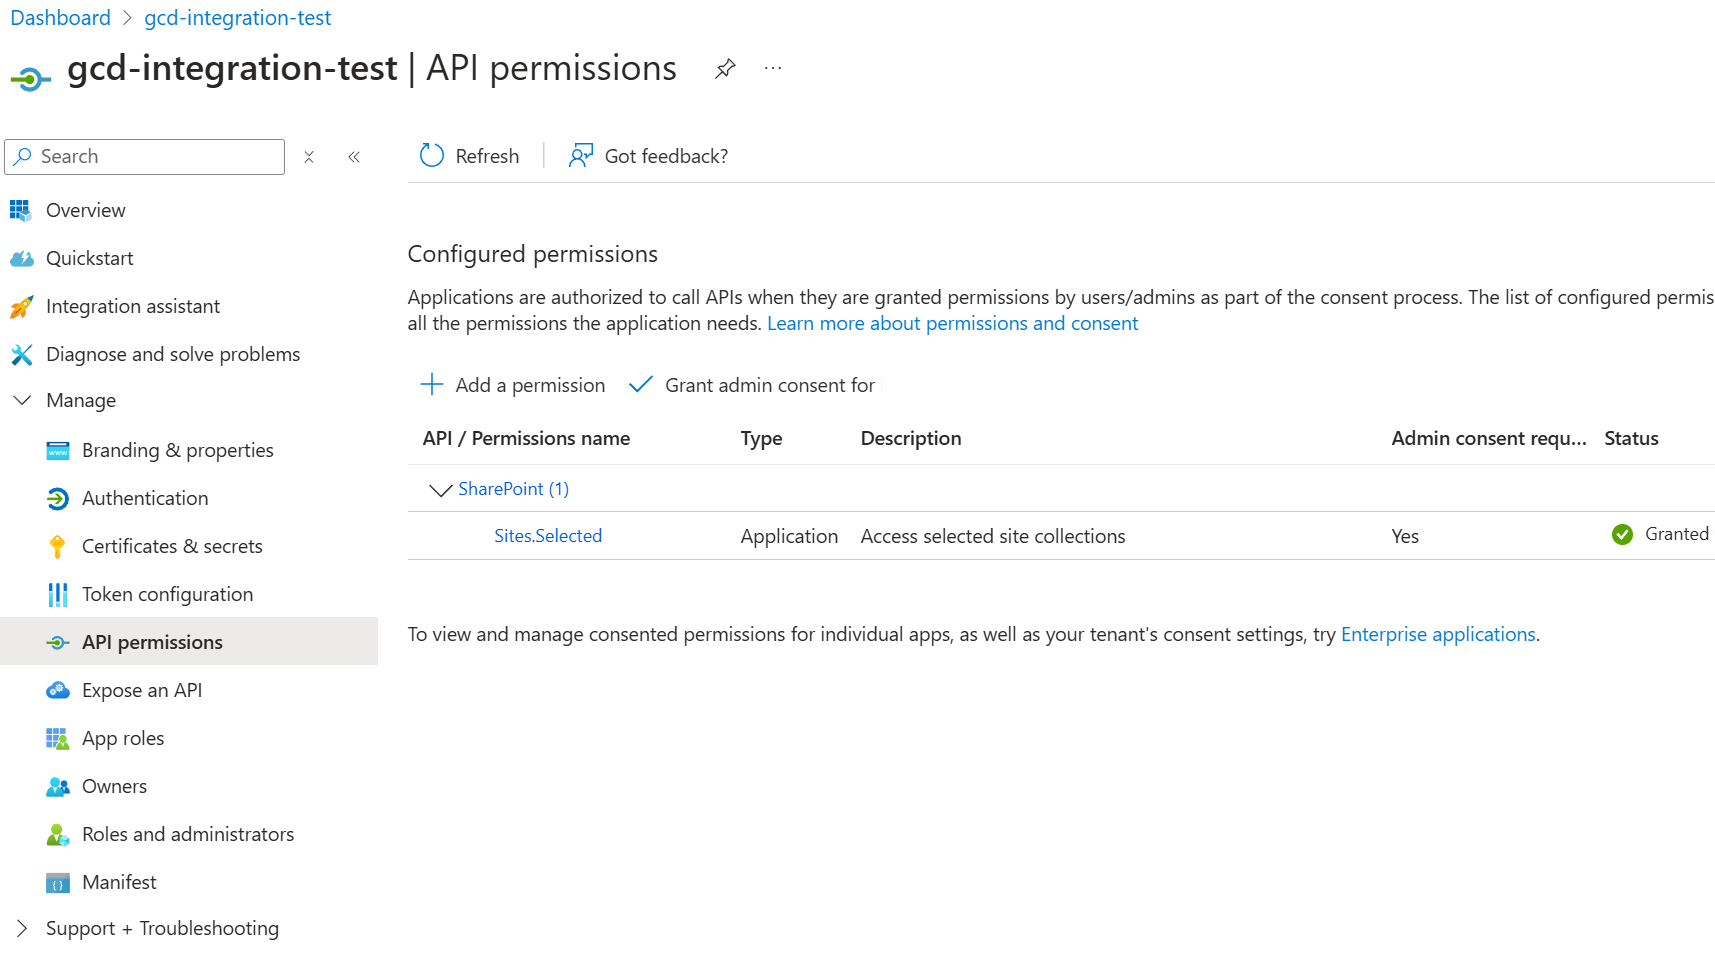 Dashboard > gcd-integration-test
gcd-integration-test | API permissions
Search
Refresh
Got feedback?
Overview
Quickstart
Integration assistant
Diagnose and solve problems
Manage
Branding & properties
Authentication
Certificates & secrets
Token configuration
API permissions
Expose an API
App roles
Owners
Roles and administrators
Manifest
Support + Troubleshooting
Configured permissions
Applications are authorized to call APIs when they are granted permissions by users/admins as part of the consent process. The list of configured permis
all the permissions the application needs. Learn more about permissions and consent
Add a permission
Grant admin consent for
API / Permissions name Type Description Admin consent requ... Status
SharePoint (1)
Sites.Selected Application Access selected site collections Yes Granted
To view and manage consented permissions for individual apps, as well as your tenant's consent settings, try Enterprise applications.